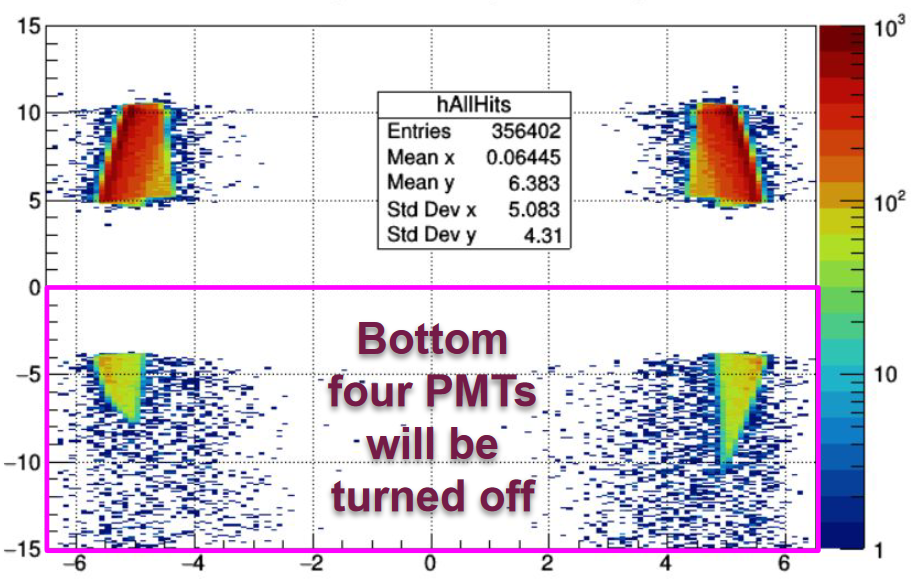 15
10
5
0
−5
−10
−15
−6
−4
−2
0
2
4
6
hAllHits
Entries 356402
Mean x 0.06445
Mean y 6.383
Std Dev x 5.083
Std Dev y 4.31
Bottom
four PMTs
will be
turned off
10³
10²
10
1